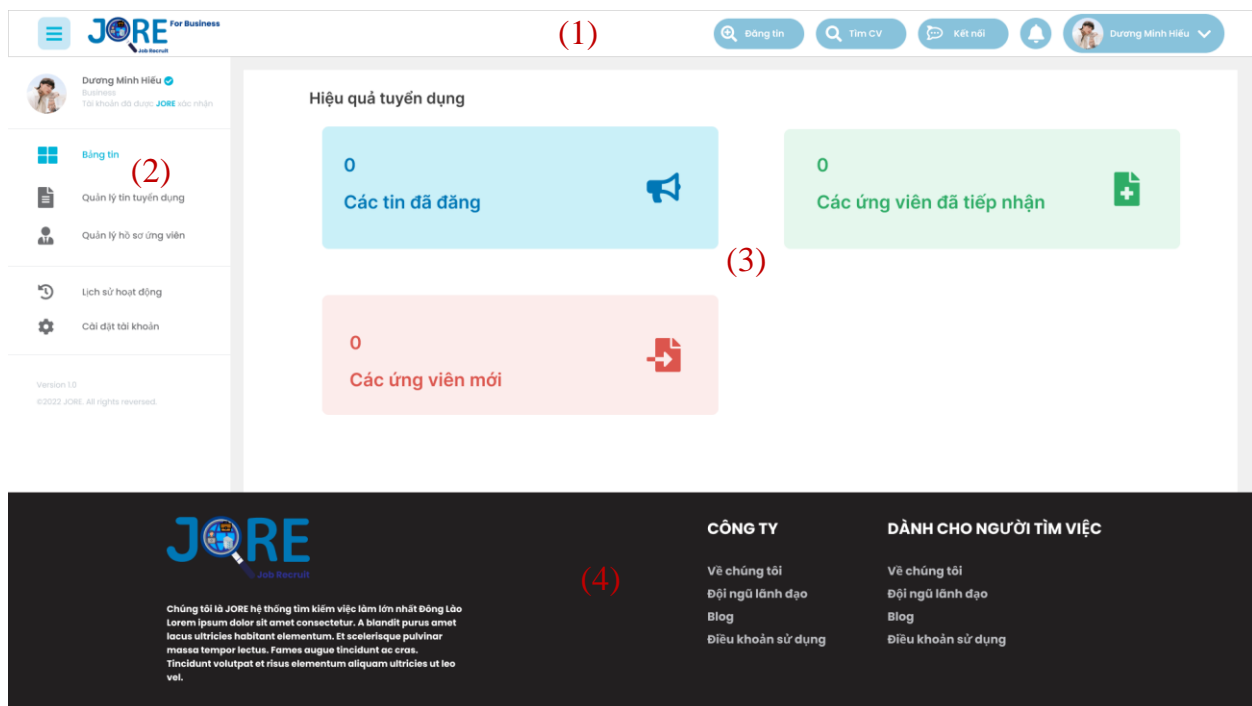 JORE For Business
Job Recruit
(1)
Đăng tin
Tìm CV
Kết nối
Dương Minh Hiếu
Dương Minh Hiếu
Business
Tài khoản đã được JORE xác nhận
Bảng tin
(2)
Quản lý tin tuyển dụng
Quản lý hồ sơ ứng viên
Lịch sử hoạt động
Cài đặt tài khoản
Version 1.0
©2022 JORE. All rights reversed.
Hiệu quả tuyển dụng
0
Các tin đã đăng
0
Các ứng viên đã tiếp nhận
(3)
0
Các ứng viên mới
JORE
Job Recruit
Chúng tôi là JORE hệ thống tìm kiếm việc làm lớn nhất Đông Lào
Lorem ipsum dolor sit amet consectetur. A blandit purus amet
lacus ultricies habitant elementum. Et scelerisque pulvinar
massa tempor lectus. Fames augue tincidunt ac cras.
Tincidunt volutpat et risus elementum aliquam ultricies ut leo
vel.
(4)
CÔNG TY
Về chúng tôi
Đội ngũ lãnh đạo
Blog
Điều khoản sử dụng
DÀNH CHO NGƯỜI TÌM VIỆC
Về chúng tôi
Đội ngũ lãnh đạo
Blog
Điều khoản sử dụng